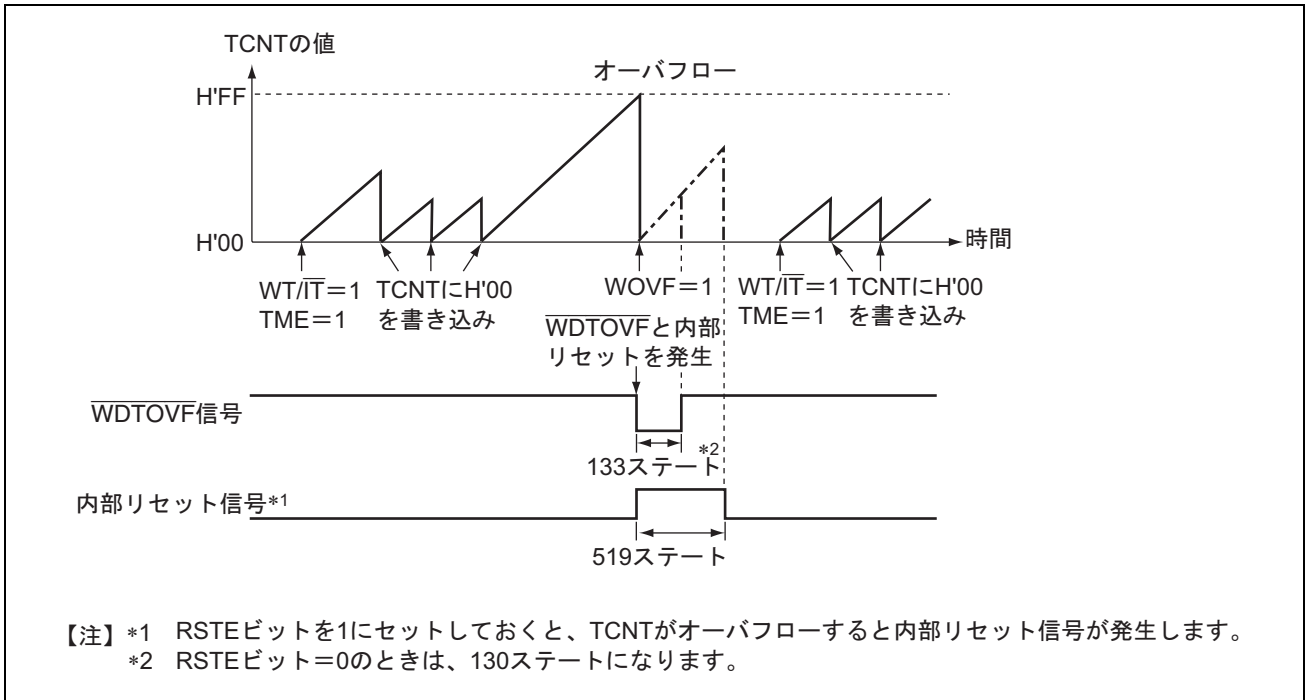 TCNTの値
オーバフロー
H'FF
H'00
時間
WT/IT=1
TME=1
TCNTにH'00
を書き込み
WOVF=1
WT/IT=1
TME=1
TCNTにH'00
を書き込み
WDTOVFと内部
リセットを発生
WDTOVF信号
*2
133ステート
内部リセット信号*1
519ステート
【注】*1 RSTEビットを1にセットしておくと、TCNTがオーバフローすると内部リセット信号が発生します。
*2 RSTEビット=0のときは、130ステートになります。